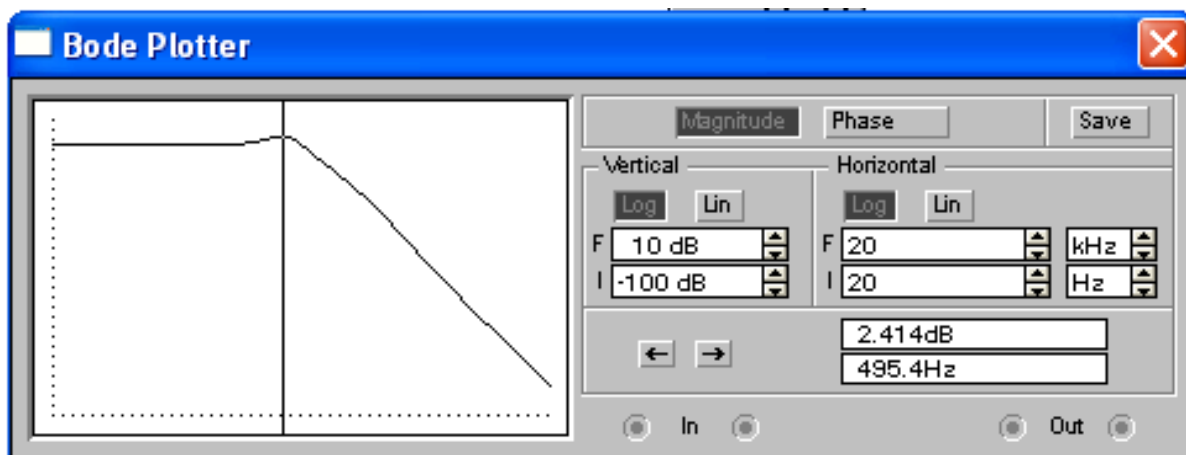 Bode Plotter
Magnitude Phase Save
Vertical Horizontal
Log Lin Log Lin
F 10 dB F 20 kHz
I -100 dB I 20 Hz
2.414dB
495.4Hz
In Out